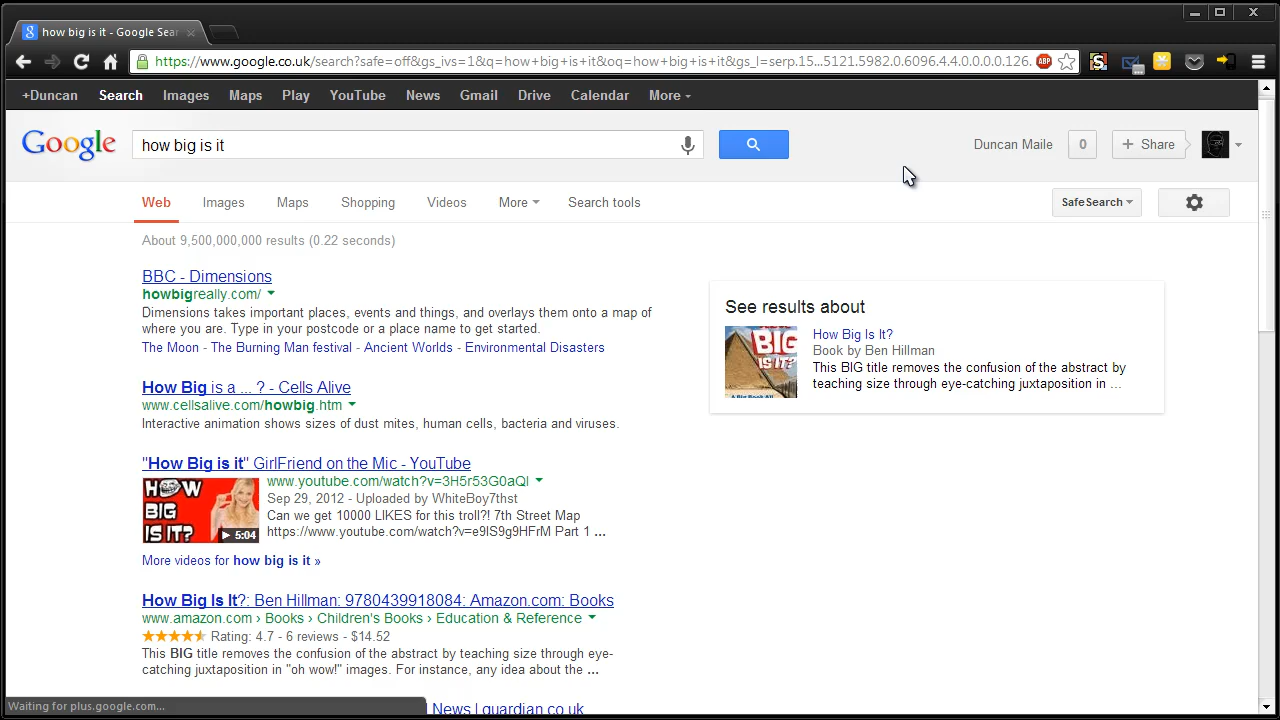 how big is it - Google Sear
https://www.google.co.uk/search?safe=off&gs_ivs=1&q=how+big+is+it&oq=how+big+is+it&gs_l=serp.15...5121.5982.0.6096.4.4.0.0.0.0.126.
ABP
+Duncan Search Images Maps Play YouTube News Gmail Drive Calendar More
Google how big is it Duncan Maile 0 + Share
Web Images Maps Shopping Videos More Search tools SafeSearch
About 9,500,000,000 results (0.22 seconds)
BBC - Dimensions
howbigreally.com/
Dimensions takes important places, events and things, and overlays them onto a map of
where you are. Type in your postcode or a place name to get started.
The Moon - The Burning Man festival - Ancient Worlds - Environmental Disasters
How Big is a ... ? - Cells Alive
www.cellsalive.com/howbig.htm
Interactive animation shows sizes of dust mites, human cells, bacteria and viruses.
"How Big is it" GirlFriend on the Mic - YouTube
HOW
BIG
IS IT?
5:04
www.youtube.com/watch?v=3H5r53G0aQI
Sep 29, 2012 - Uploaded by WhiteBoy7thst
Can we get 10000 LIKES for this troll?! 7th Street Map
https://www.youtube.com/watch?v=e9IS9g9HFrM Part 1 ...
More videos for how big is it »
How Big Is It?: Ben Hillman: 9780439918084: Amazon.com: Books
www.amazon.com › Books › Children's Books › Education & Reference
Rating: 4.7 - 6 reviews - $14.52
This BIG title removes the confusion of the abstract by teaching size through eye-
catching juxtaposition in "oh wow!" images. For instance, any idea about the ...
| News | guardian.co.uk
See results about
BIG
IS IT?
How Big Is It?
Book by Ben Hillman
This BIG title removes the confusion of the abstract by
teaching size through eye-catching juxtaposition in ...
Waiting for plus.google.com...